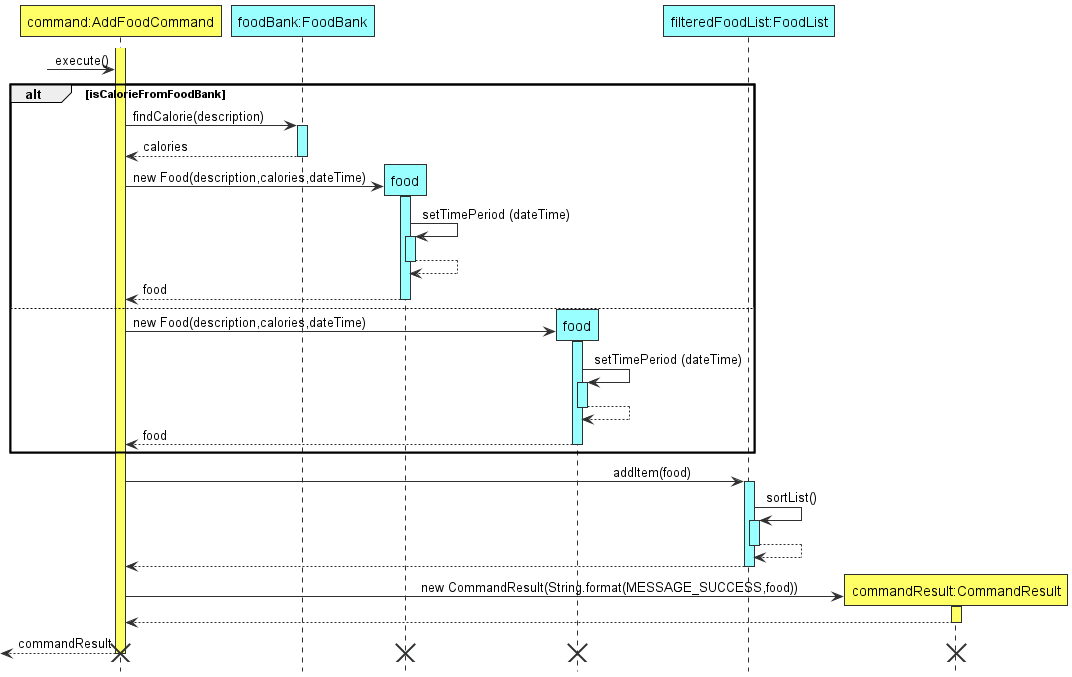 command:AddFoodCommand
foodBank:FoodBank
filteredFoodList:FoodList
execute()
alt
[isCalorieFromFoodBank]
findCalorie(description)
calories
new Food(description,calories,dateTime)
food
setTimePeriod (dateTime)
food
new Food(description,calories,dateTime)
food
setTimePeriod (dateTime)
food
addItem(food)
sortList()
new CommandResult(String.format(MESSAGE_SUCCESS,food))
commandResult:CommandResult
commandResult